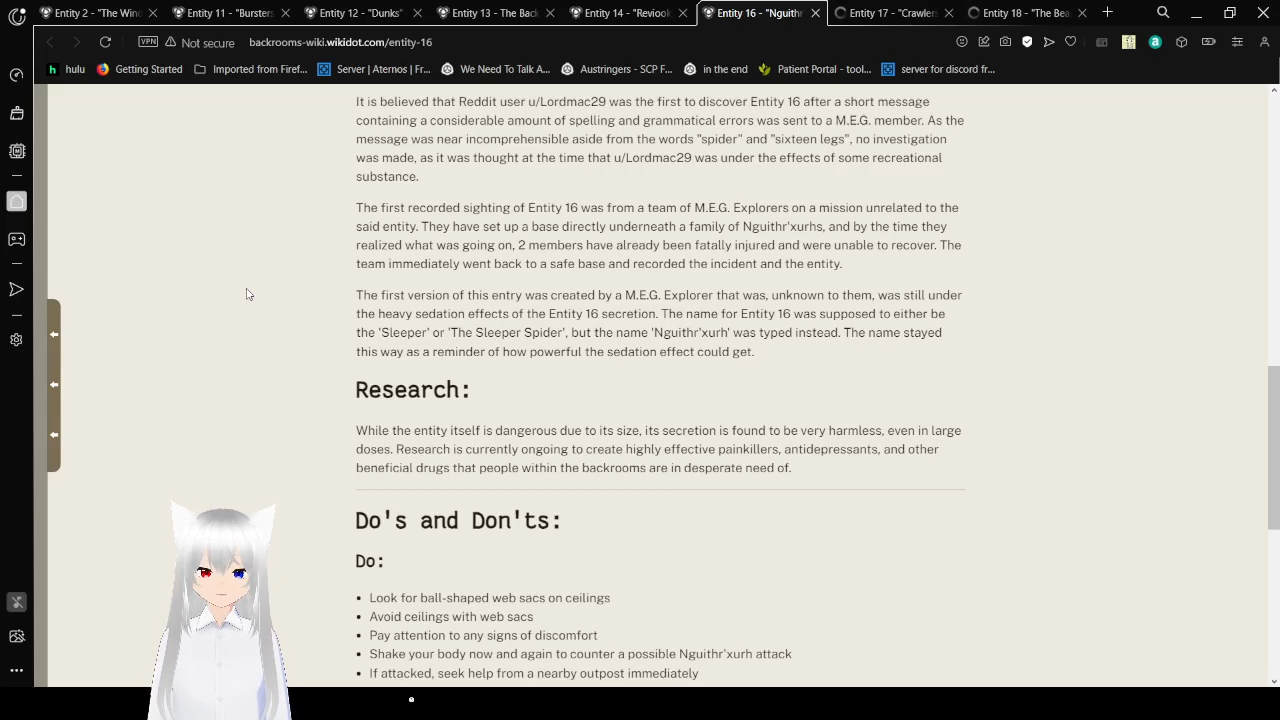 Entity 2 - "The Wind
Entity 11 - "Bursters
Entity 12 - "Dunks"
Entity 13 - The Back
Entity 14 - "Reviook
Entity 16 - "Nguithr
Entity 17 - "Crawlers
Entity 18 - "The Bea
VPN
Not secure
backrooms-wiki.wikidot.com/entity-16
hulu
Getting Started
Imported from Firef...
Server | Aternos | Fr...
We Need To Talk A...
Austringers - SCP F...
in the end
Patient Portal - tool...
server for discord fr...
It is believed that Reddit user u/Lordmac29 was the first to discover Entity 16 after a short message
containing a considerable amount of spelling and grammatical errors was sent to a M.E.G. member. As the
message was near incomprehensible aside from the words "spider" and "sixteen legs", no investigation
was made, as it was thought at the time that u/Lordmac29 was under the effects of some recreational
substance.
The first recorded sighting of Entity 16 was from a team of M.E.G. Explorers on a mission unrelated to the
said entity. They have set up a base directly underneath a family of Nguithr'xurhs, and by the time they
realized what was going on, 2 members have already been fatally injured and were unable to recover. The
team immediately went back to a safe base and recorded the incident and the entity.
The first version of this entry was created by a M.E.G. Explorer that was, unknown to them, was still under
the heavy sedation effects of the Entity 16 secretion. The name for Entity 16 was supposed to either be
the 'Sleeper' or 'The Sleeper Spider', but the name 'Nguithr'xurh' was typed instead. The name stayed
this way as a reminder of how powerful the sedation effect could get.
Research:
While the entity itself is dangerous due to its size, its secretion is found to be very harmless, even in large
doses. Research is currently ongoing to create highly effective painkillers, antidepressants, and other
beneficial drugs that people within the backrooms are in desperate need of.
Do's and Don'ts:
Do:
• Look for ball-shaped web sacs on ceilings
• Avoid ceilings with web sacs
• Pay attention to any signs of discomfort
• Shake your body now and again to counter a possible Nguithr'xurh attack
• If attacked, seek help from a nearby outpost immediately